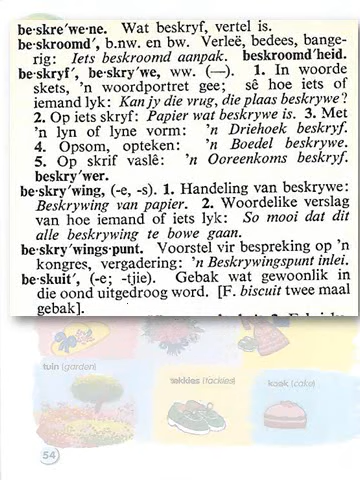 be·skre'we·ne. Wat beskryf, vertel is.
be·skroomd', b.nw. en bw. Verleë, bedees, bange-
rig: Iets beskroomd aanpak. beskroomd'heid.
be·skryf', be·skry'we, ww. (—). 1. In woorde
skets, 'n woordportret gee; sê hoe iets of
iemand lyk: Kan jy die vrug, die plaas beskrywe?
2. Op iets skryf: Papier wat beskrywe is. 3. Met
'n lyn of lyne vorm: 'n Driehoek beskryf.
4. Opsom, opteken: 'n Boedel beskrywe.
5. Op skrif vaslê: 'n Ooreenkoms beskryf.
beskry'wer.
be·skry'wing, (-e, -s). 1. Handeling van beskrywe:
Beskrywing van papier. 2. Woordelike verslag
van hoe iemand of iets lyk: So mooi dat dit
alle beskrywing te bowe gaan.
be·skry'wings·punt. Voorstel vir bespreking op 'n
kongres, vergadering: 'n Beskrywingspunt inlei.
be·skuit', (-e; -tjie). Gebak wat gewoonlik in
die oond uitgedroog word. [F. biscuit twee maal
gebak].
tuin (garden)
tekkies (tackies)
koek (cake)
54